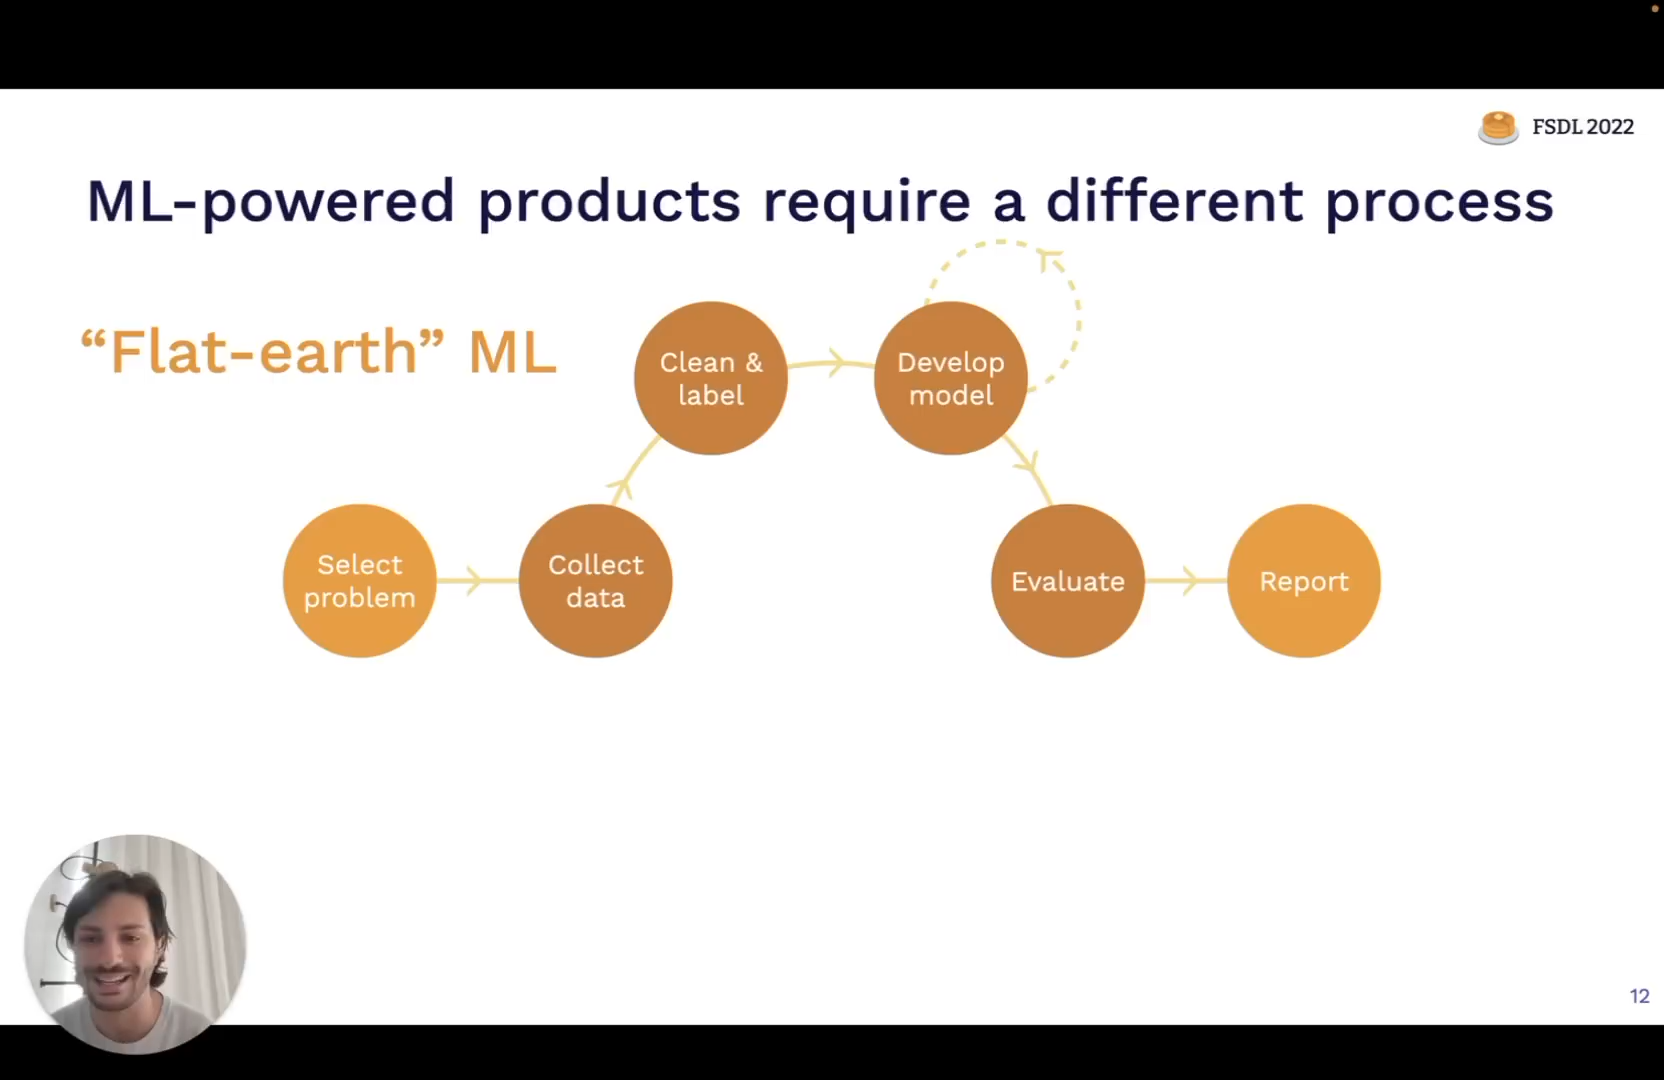 FSDL 2022
ML-powered products require a different process
“Flat-earth” ML
Clean &
label
Develop
model
Select
problem
Collect
data
Evaluate
Report
12